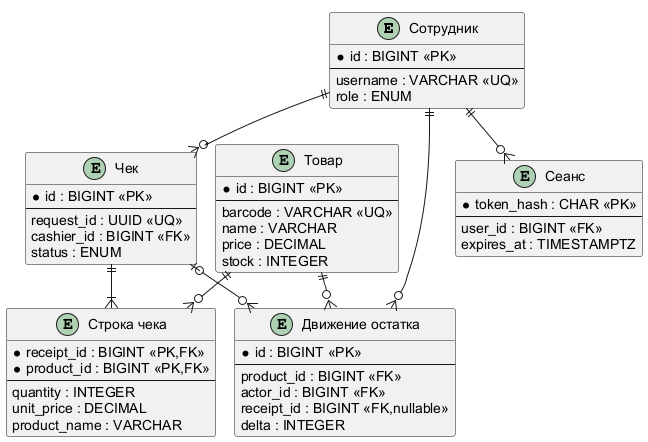 E Сотрудник
* id : BIGINT «PK»
username : VARCHAR «UQ»
role : ENUM
E Чек
* id : BIGINT «PK»
request_id : UUID «UQ»
cashier_id : BIGINT «FK»
status : ENUM
E Товар
* id : BIGINT «PK»
barcode : VARCHAR «UQ»
name : VARCHAR
price : DECIMAL
stock : INTEGER
E Сеанс
* token_hash : CHAR «PK»
user_id : BIGINT «FK»
expires_at : TIMESTAMPTZ
E Строка чека
* receipt_id : BIGINT «PK,FK»
* product_id : BIGINT «PK,FK»
quantity : INTEGER
unit_price : DECIMAL
product_name : VARCHAR
E Движение остатка
* id : BIGINT «PK»
product_id : BIGINT «FK»
actor_id : BIGINT «FK»
receipt_id : BIGINT «FK,nullable»
delta : INTEGER